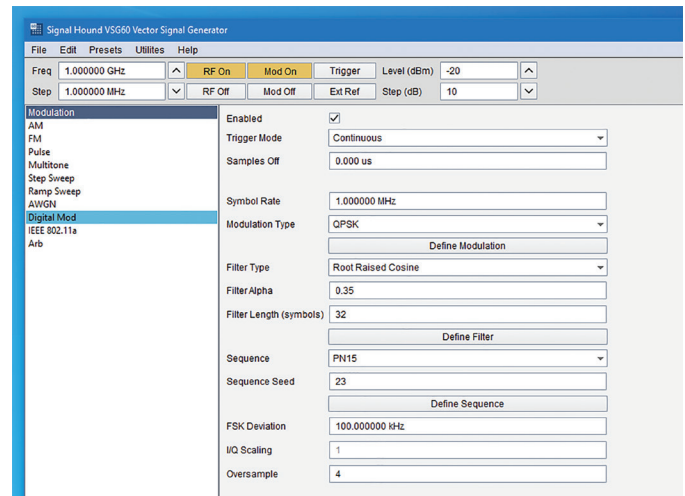 Signal Hound VSG60 Vector Signal Generator
File Edit Presets Utilites Help
Freq 1.000000 GHz RF On Mod On Trigger Level (dBm) -20
Step 1.000000 MHz RF Off Mod Off Ext Ref Step (dB) 10
Modulation
AM
FM
Pulse
Multitone
Step Sweep
Ramp Sweep
AWGN
Digital Mod
IEEE 802.11a
Arb
Enabled
Trigger Mode Continuous
Samples Off 0.000 us
Symbol Rate 1.000000 MHz
Modulation Type QPSK
Define Modulation
Filter Type Root Raised Cosine
Filter Alpha 0.35
Filter Length (symbols) 32
Define Filter
Sequence PN15
Sequence Seed 23
Define Sequence
FSK Deviation 100.000000 kHz
I/Q Scaling 1
Oversample 4